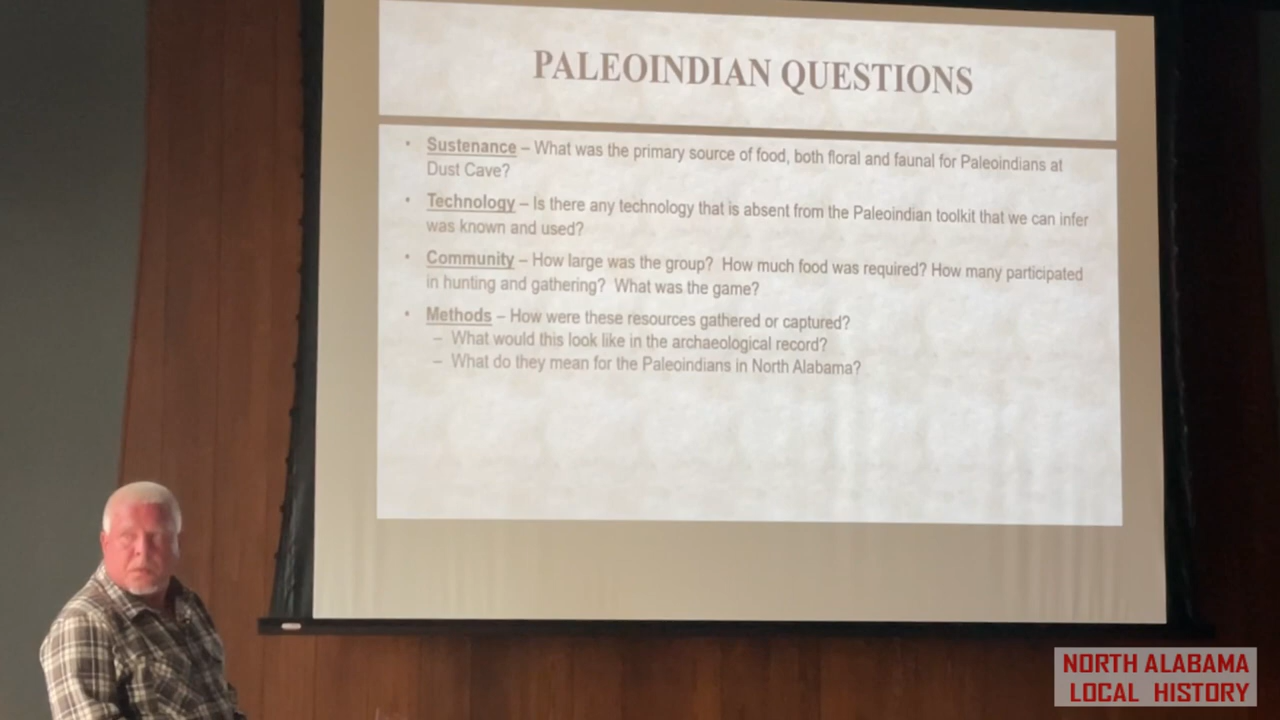 PALEOINDIAN QUESTIONS
• Sustenance – What was the primary source of food, both floral and faunal for Paleoindians at
Dust Cave?
• Technology – Is there any technology that is absent from the Paleoindian toolkit that we can infer
was known and used?
• Community – How large was the group? How much food was required? How many participated
in hunting and gathering? What was the game?
• Methods – How were these resources gathered or captured?
– What would this look like in the archaeological record?
– What do they mean for the Paleoindians in North Alabama?
NORTH ALABAMA
LOCAL HISTORY